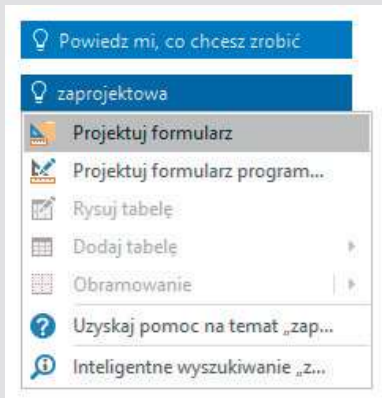 Powiedz mi, co chcesz zrobić
zaprojektowa
Projektuj formularz
Projektuj formularz program...
Rysuj tabelę
Dodaj tabelę
Obramowanie
Uzyskaj pomoc na temat „zap...
Inteligentne wyszukiwanie „z...